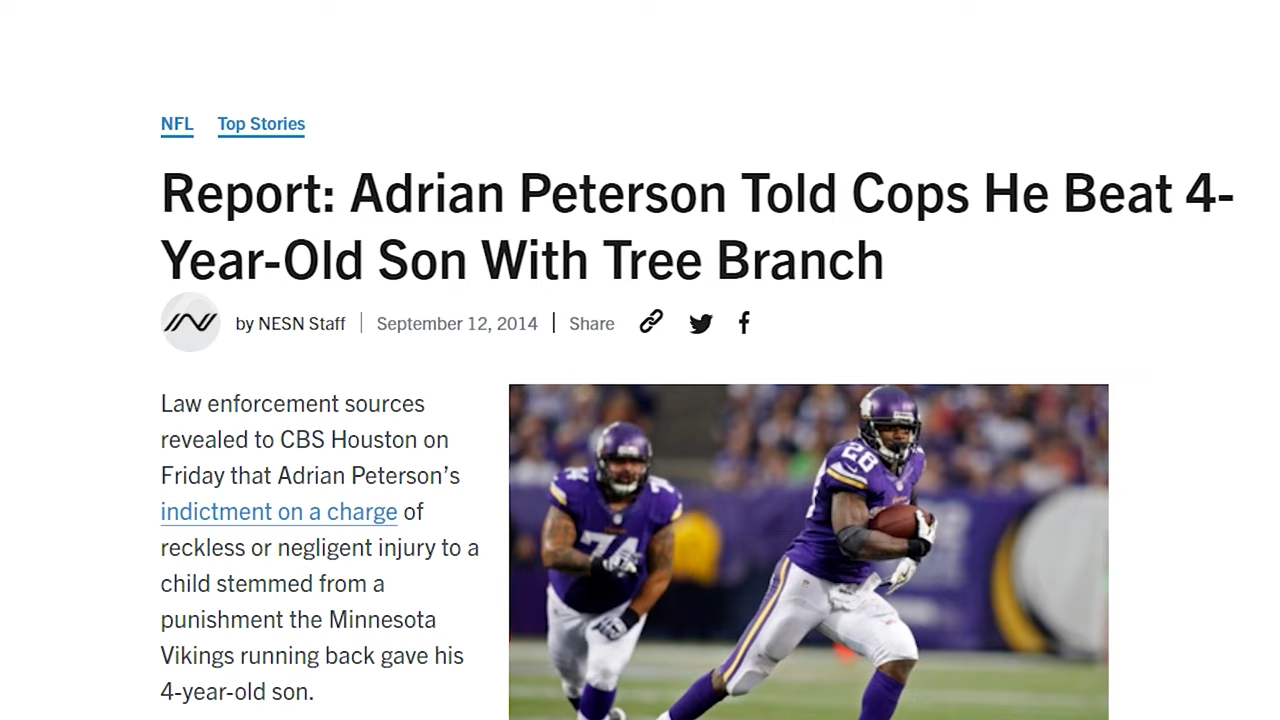 NFL Top Stories
Report: Adrian Peterson Told Cops He Beat 4-
Year-Old Son With Tree Branch
by NESN Staff | September 12, 2014 | Share
Law enforcement sources
revealed to CBS Houston on
Friday that Adrian Peterson's
indictment on a charge of
reckless or negligent injury to a
child stemmed from a
punishment the Minnesota
Vikings running back gave his
4-year-old son.
28
74